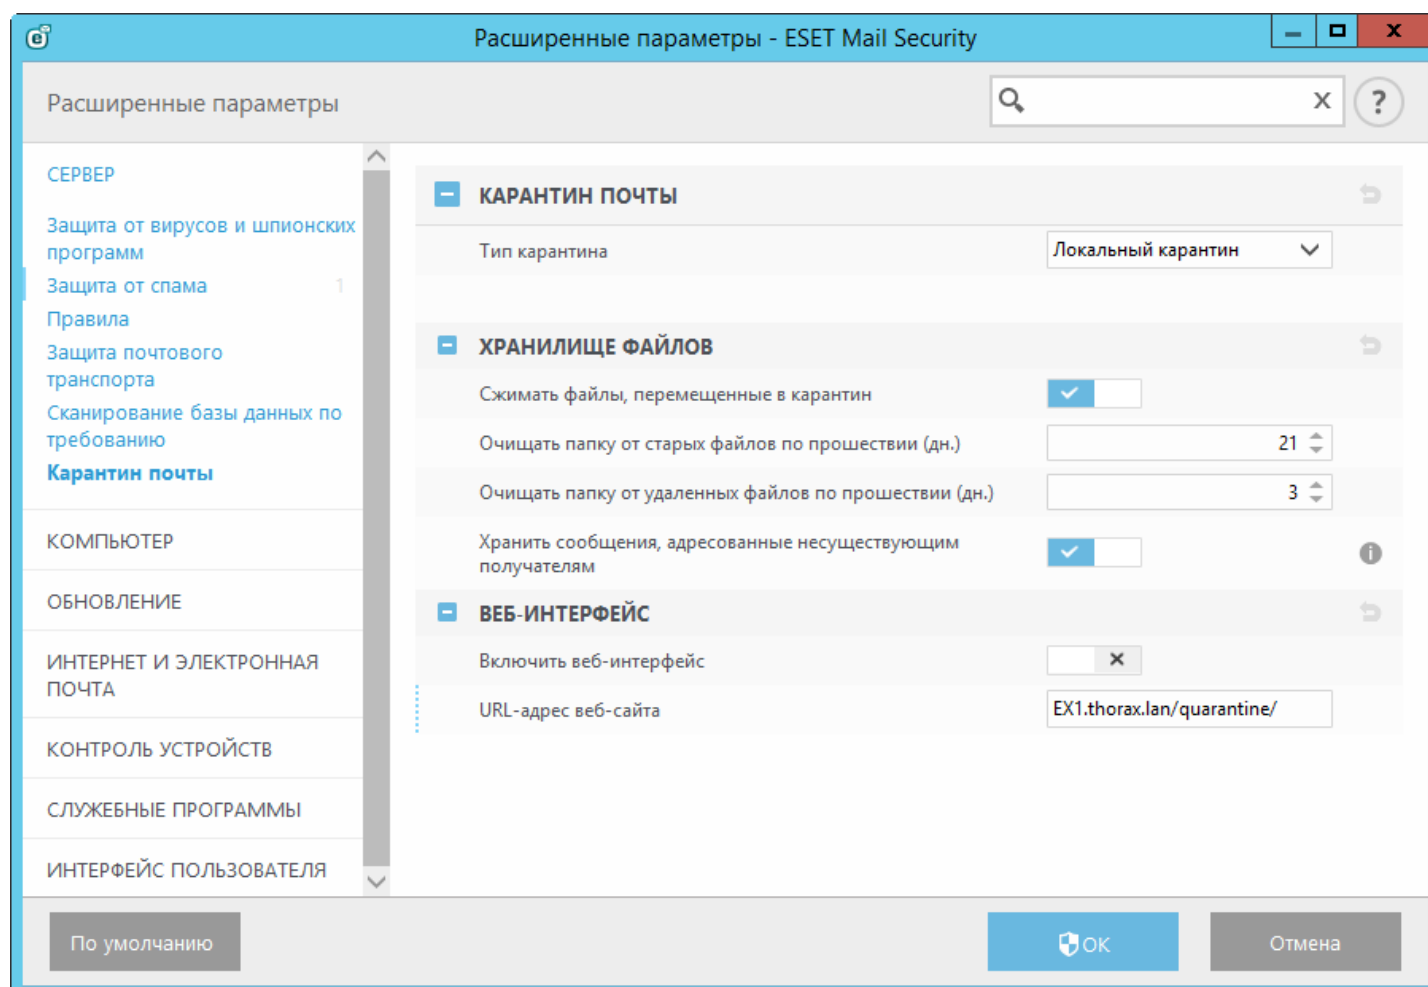 Расширенные параметры - ESET Mail Security
Расширенные параметры
СЕРВЕР
Защита от вирусов и шпионских
программ
Защита от спама 1
Правила
Защита почтового
транспорта
Сканирование базы данных по
требованию
Карантин почты
КОМПЬЮТЕР
ОБНОВЛЕНИЕ
ИНТЕРНЕТ И ЭЛЕКТРОННАЯ
ПОЧТА
КОНТРОЛЬ УСТРОЙСТВ
СЛУЖЕБНЫЕ ПРОГРАММЫ
ИНТЕРФЕЙС ПОЛЬЗОВАТЕЛЯ
КАРАНТИН ПОЧТЫ
Тип карантина Локальный карантин
ХРАНИЛИЩЕ ФАЙЛОВ
Сжимать файлы, перемещенные в карантин
Очищать папку от старых файлов по прошествии (дн.) 21
Очищать папку от удаленных файлов по прошествии (дн.) 3
Хранить сообщения, адресованные несуществующим
получателям
ВЕБ-ИНТЕРФЕЙС
Включить веб-интерфейс
URL-адрес веб-сайта EX1.thorax.lan/quarantine/
По умолчанию
OK
Отмена